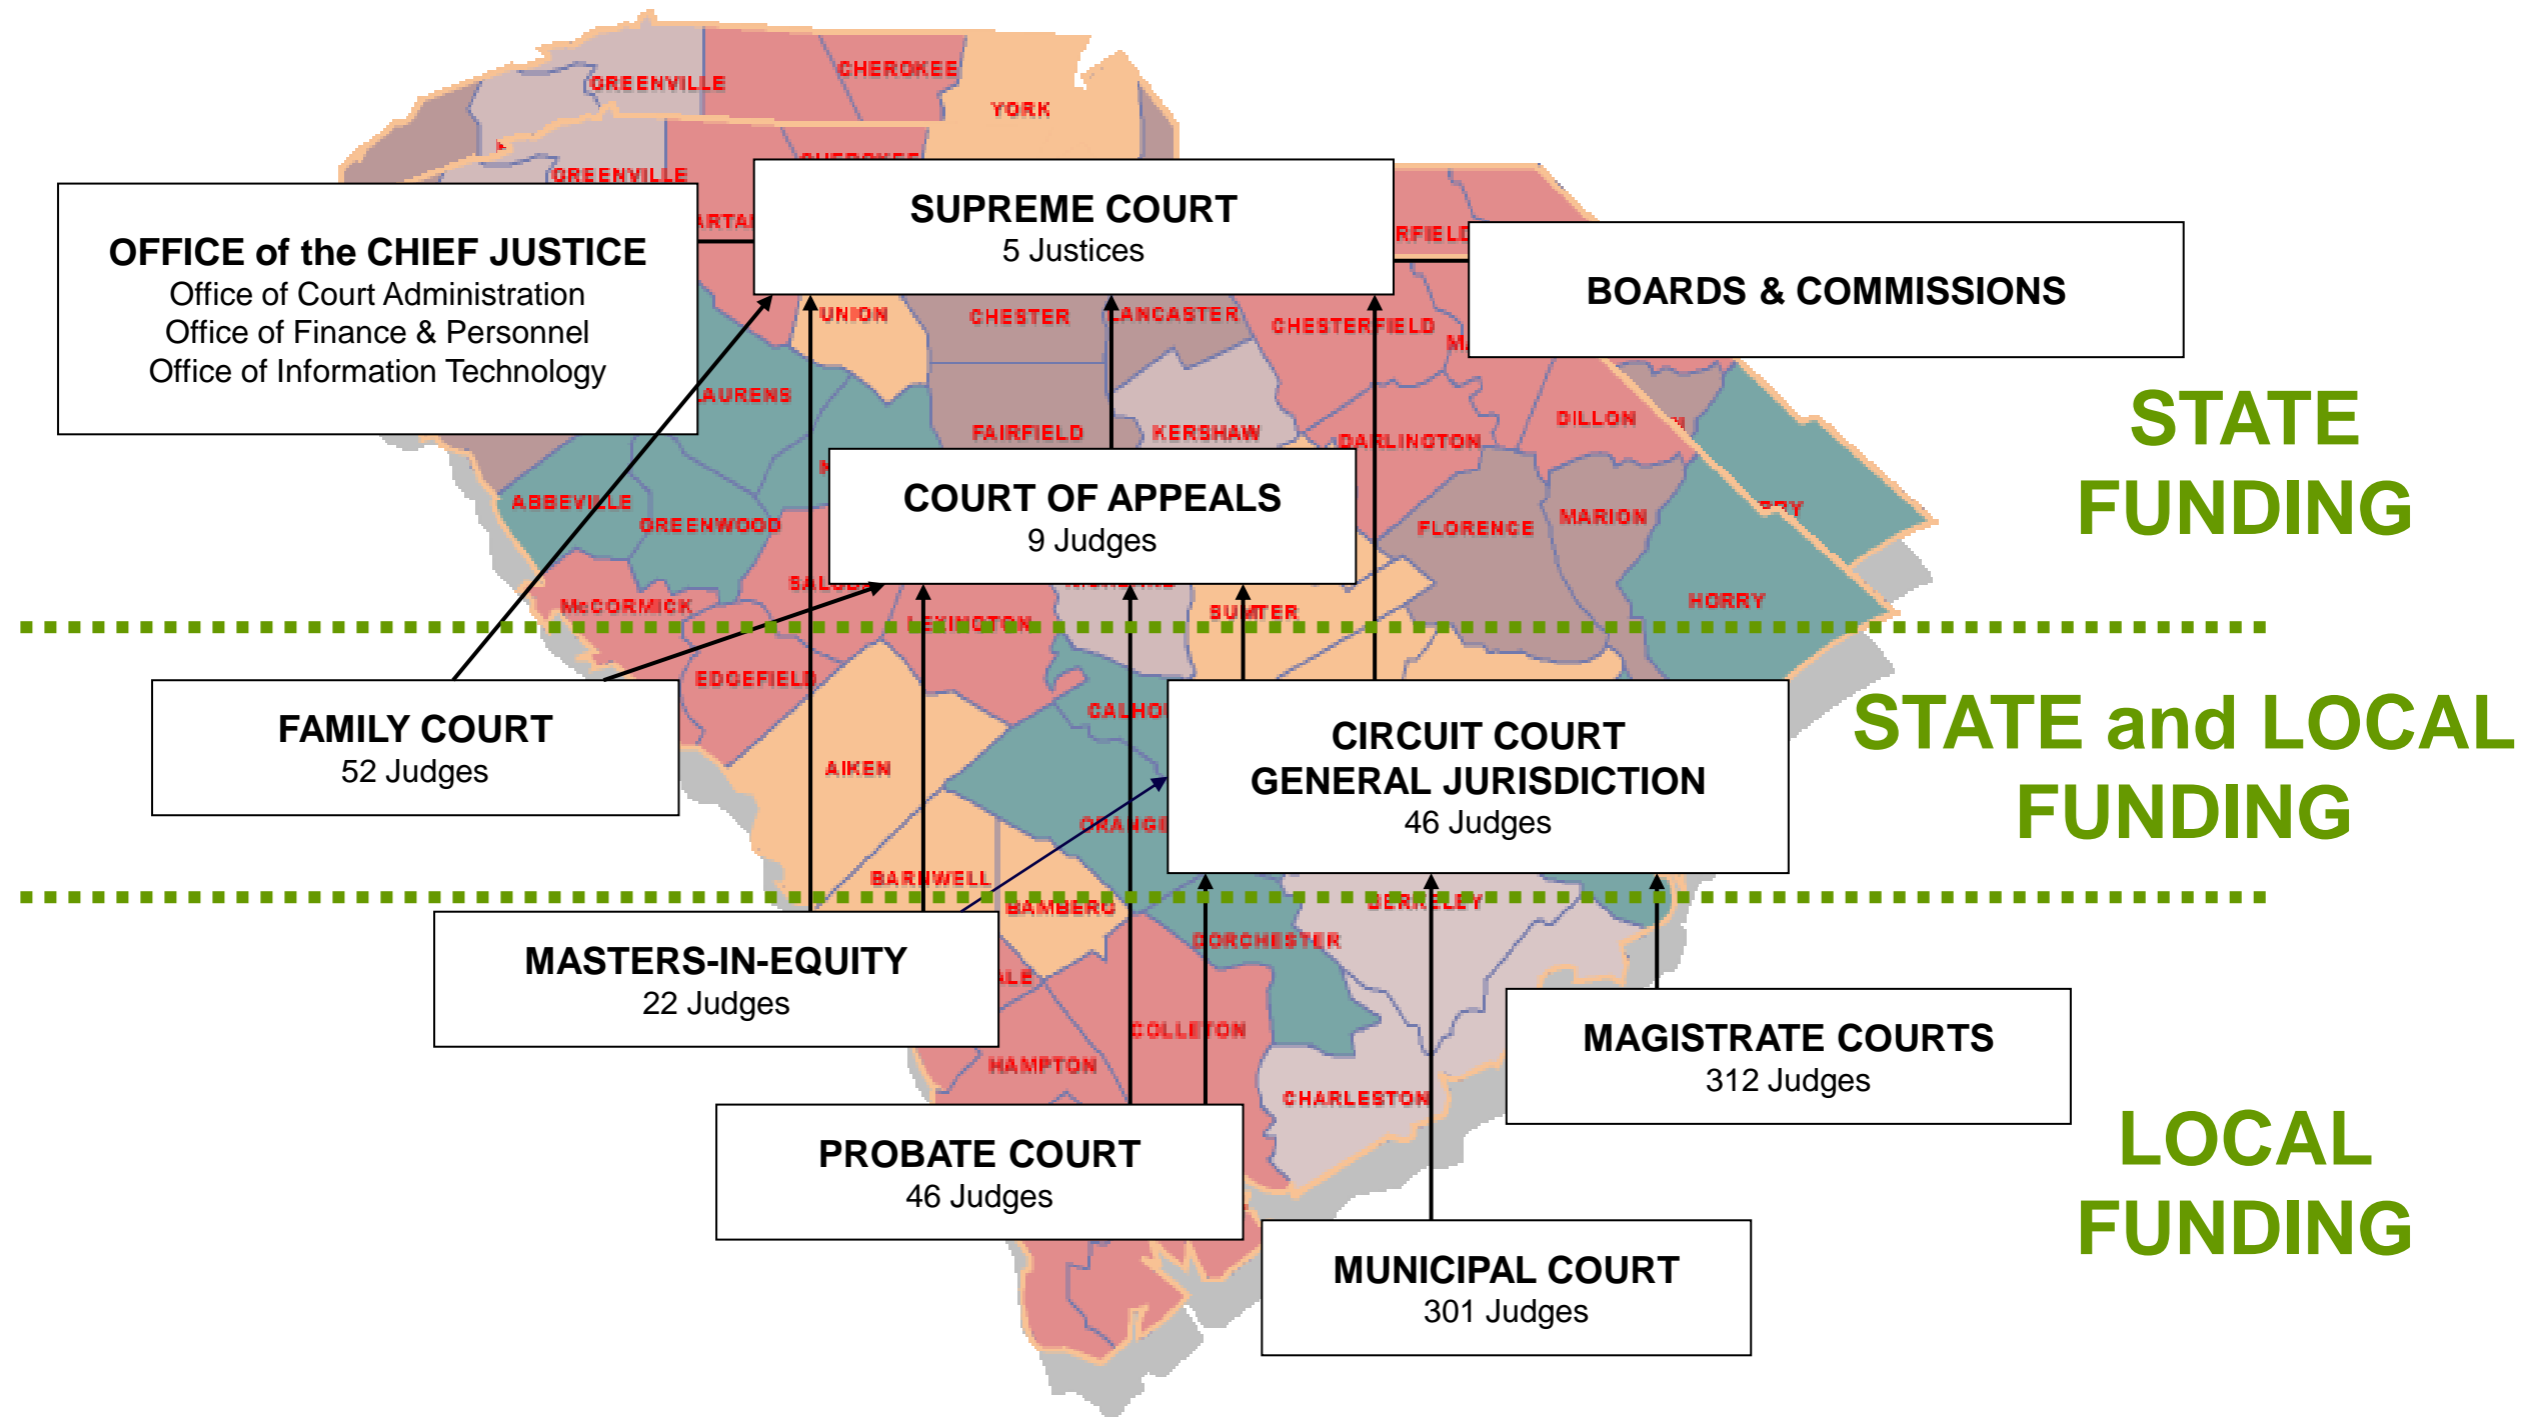 GREENVILLE
CHEROKEE
YORK
GREENVILLE
SUPREME COURT
5 Justices
OFFICE of the CHIEF JUSTICE
Office of Court Administration
Office of Finance & Personnel
Office of Information Technology
BOARDS & COMMISSIONS
UNION
CHESTER
LANCASTER
CHESTERFIELD
LAURENS
FAIRFIELD
KERSHAW
DARLINGTON
DILLON
STATE
FUNDING
ABBEVILLE
GREENWOOD
COURT OF APPEALS
9 Judges
FLORENCE
MARION
McCORMICK
LEXINGTON
SUMTER
HORRY
EDGEFIELD
FAMILY COURT
52 Judges
AIKEN
CIRCUIT COURT
GENERAL JURISDICTION
46 Judges
STATE and LOCAL
FUNDING
BARNWELL
BAMBERG
BERKELEY
DORCHESTER
MASTERS-IN-EQUITY
22 Judges
COLLETON
HAMPTON
CHARLESTON
MAGISTRATE COURTS
312 Judges
PROBATE COURT
46 Judges
LOCAL
FUNDING
MUNICIPAL COURT
301 Judges